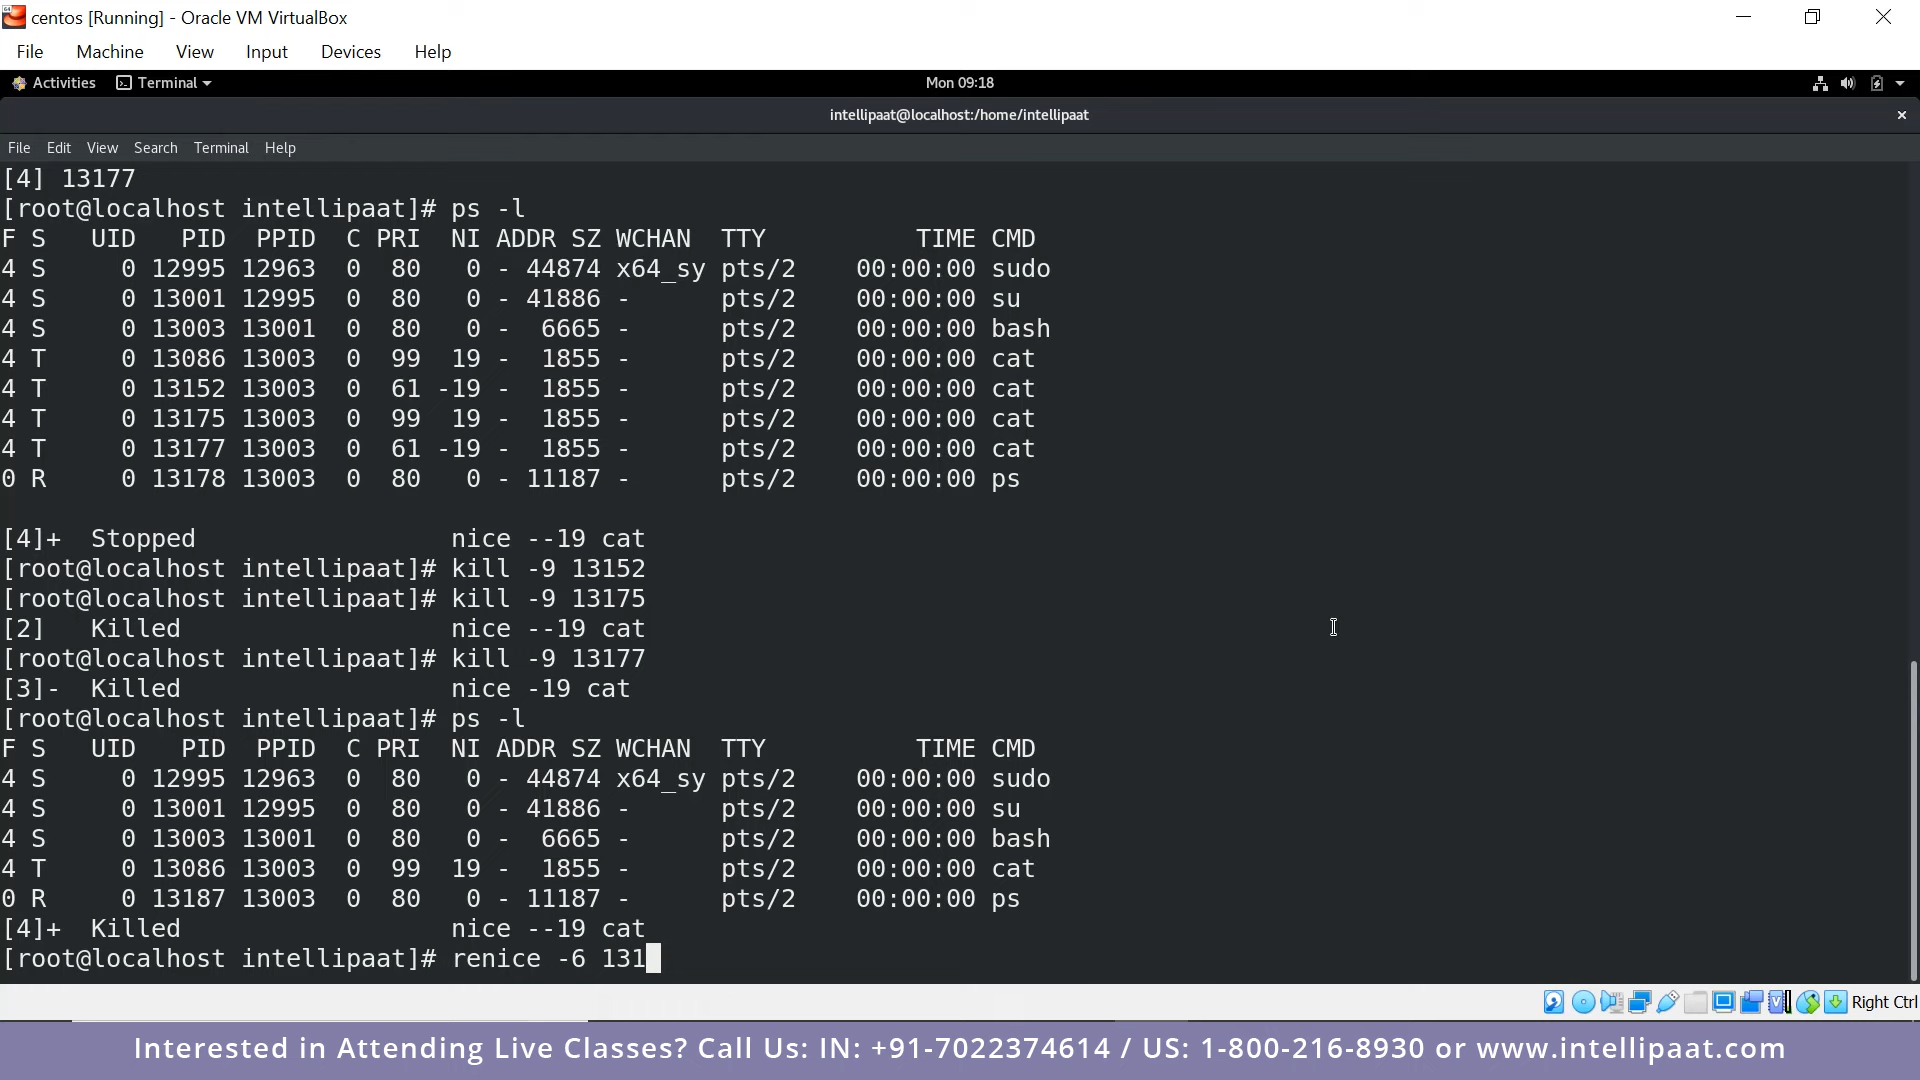 centos [Running] - Oracle VM VirtualBox
File Machine View Input Devices Help
Activities Terminal Mon 09:18
intellipaat@localhost:/home/intellipaat
File Edit View Search Terminal Help
[4] 13177
[root@localhost intellipaat]# ps -l
F S   UID   PID  PPID  C PRI  NI ADDR SZ WCHAN  TTY          TIME CMD
4 S     0 12995 12963  0  80   0 - 44874 x64_sy pts/2    00:00:00 sudo
4 S     0 13001 12995  0  80   0 - 41886 -      pts/2    00:00:00 su
4 S     0 13003 13001  0  80   0 -  6665 -      pts/2    00:00:00 bash
4 T     0 13086 13003  0  99  19 -  1855 -      pts/2    00:00:00 cat
4 T     0 13152 13003  0  61 -19 -  1855 -      pts/2    00:00:00 cat
4 T     0 13175 13003  0  99  19 -  1855 -      pts/2    00:00:00 cat
4 T     0 13177 13003  0  61 -19 -  1855 -      pts/2    00:00:00 cat
0 R     0 13178 13003  0  80   0 - 11187 -      pts/2    00:00:00 ps
[4]+  Stopped                 nice --19 cat
[root@localhost intellipaat]# kill -9 13152
[root@localhost intellipaat]# kill -9 13175
[2]   Killed                  nice --19 cat
[root@localhost intellipaat]# kill -9 13177
[3]-  Killed                  nice -19 cat
[root@localhost intellipaat]# ps -l
F S   UID   PID  PPID  C PRI  NI ADDR SZ WCHAN  TTY          TIME CMD
4 S     0 12995 12963  0  80   0 - 44874 x64_sy pts/2    00:00:00 sudo
4 S     0 13001 12995  0  80   0 - 41886 -      pts/2    00:00:00 su
4 S     0 13003 13001  0  80   0 -  6665 -      pts/2    00:00:00 bash
4 T     0 13086 13003  0  99  19 -  1855 -      pts/2    00:00:00 cat
0 R     0 13187 13003  0  80   0 - 11187 -      pts/2    00:00:00 ps
[4]+  Killed                  nice --19 cat
[root@localhost intellipaat]# renice -6 131
Right Ctrl
Interested in Attending Live Classes? Call Us: IN: +91-7022374614 / US: 1-800-216-8930 or www.intellipaat.com